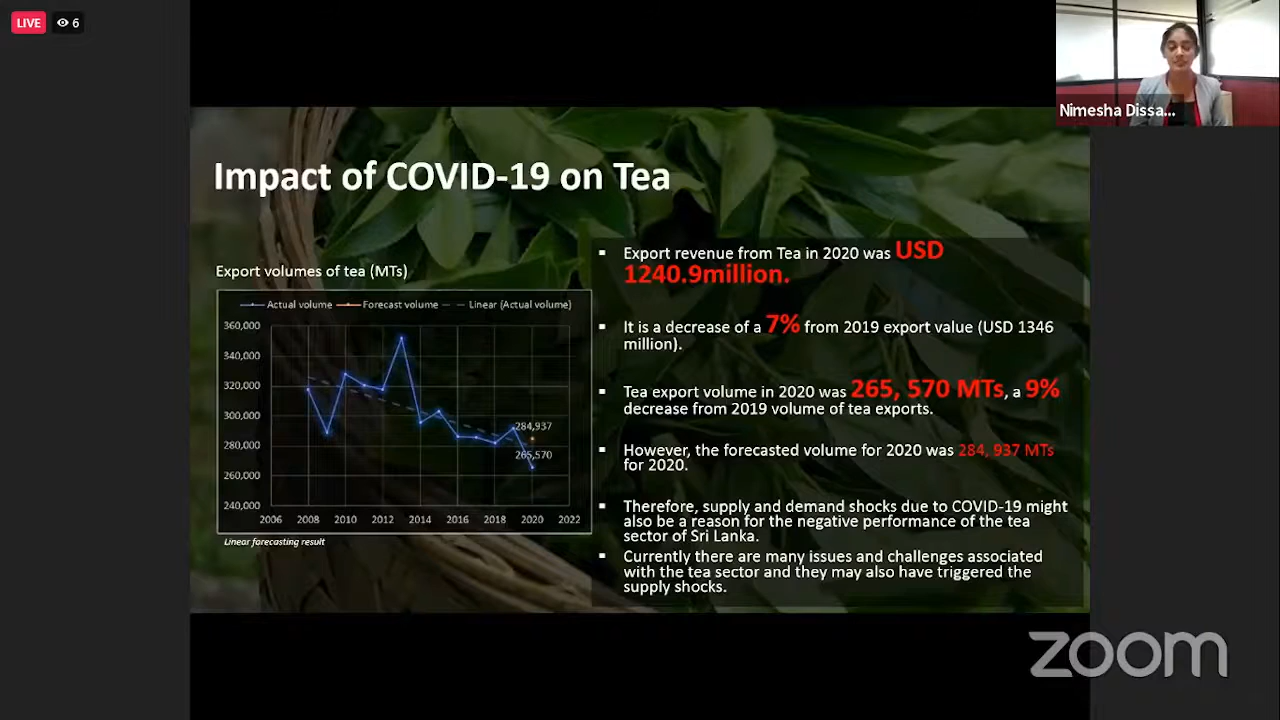 LIVE
6
Nimesha Dissa...
Impact of COVID-19 on Tea
Export volumes of tea (MTs)
Actual volume
Forecast volume
Linear (Actual volume)
360,000
340,000
320,000
300,000
280,000
260,000
240,000
284,937
265,570
2006 2008 2010 2012 2014 2016 2018 2020 2022
Linear forecasting result
▪ Export revenue from Tea in 2020 was USD
1240.9million.
▪ It is a decrease of a 7% from 2019 export value (USD 1346
million).
▪ Tea export volume in 2020 was 265, 570 MTs, a 9%
decrease from 2019 volume of tea exports.
▪ However, the forecasted volume for 2020 was 284, 937 MTs
for 2020.
▪ Therefore, supply and demand shocks due to COVID-19 might
also be a reason for the negative performance of the tea
sector of Sri Lanka.
▪ Currently there are many issues and challenges associated
with the tea sector and they may also have triggered the
supply shocks.
zoom